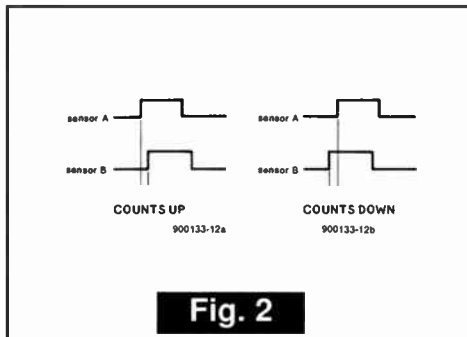 sensor A
sensor B
COUNTS UP
900133-12a
sensor A
sensor B
COUNTS DOWN
900133-12b
Fig. 2